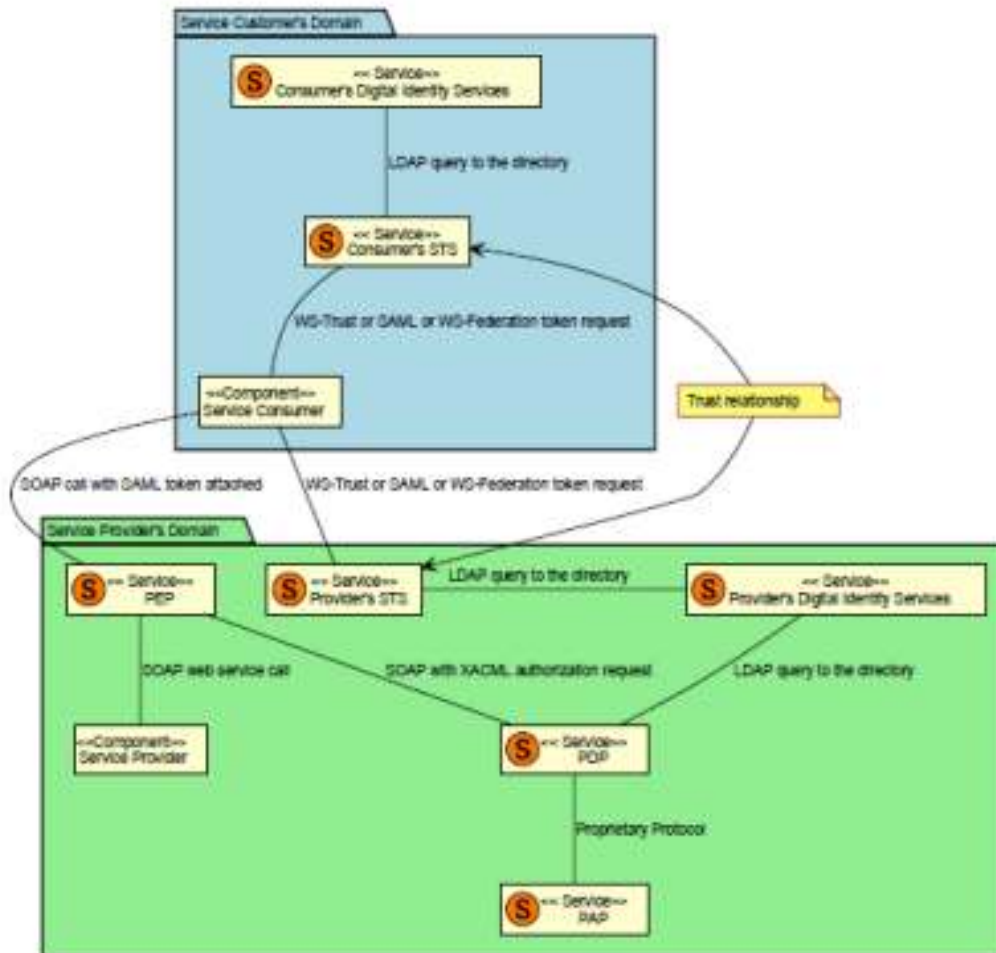 Service Customer's Domain
S
<< Service>>
Consumer's Digital Identity Services
LDAP query to the directory
S
<< Service>>
Consumer's STS
WS-Trust or SAML or WS-Federation token request
<<Component>>
Service Consumer
Trust relationship
SOAP call with SAML token attached
WS-Trust or SAML or WS-Federation token request
Service Provider's Domain
S
<< Service>>
PEP
S
<< Service>>
Provider's STS
LDAP query to the directory
S
<< Service>>
Provider's Digital Identity Services
SOAP web service call
SOAP with XACML authorization request
LDAP query to the directory
<<Component>>
Service Provider
S
<< Service>>
PDP
Proprietary Protocol
S
<< Service>>
PAP